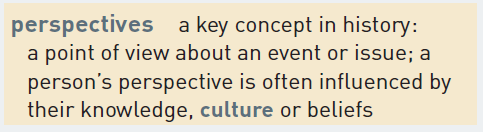 perspectives a key concept in history:
a point of view about an event or issue; a
person's perspective is often influenced by
their knowledge, culture or beliefs